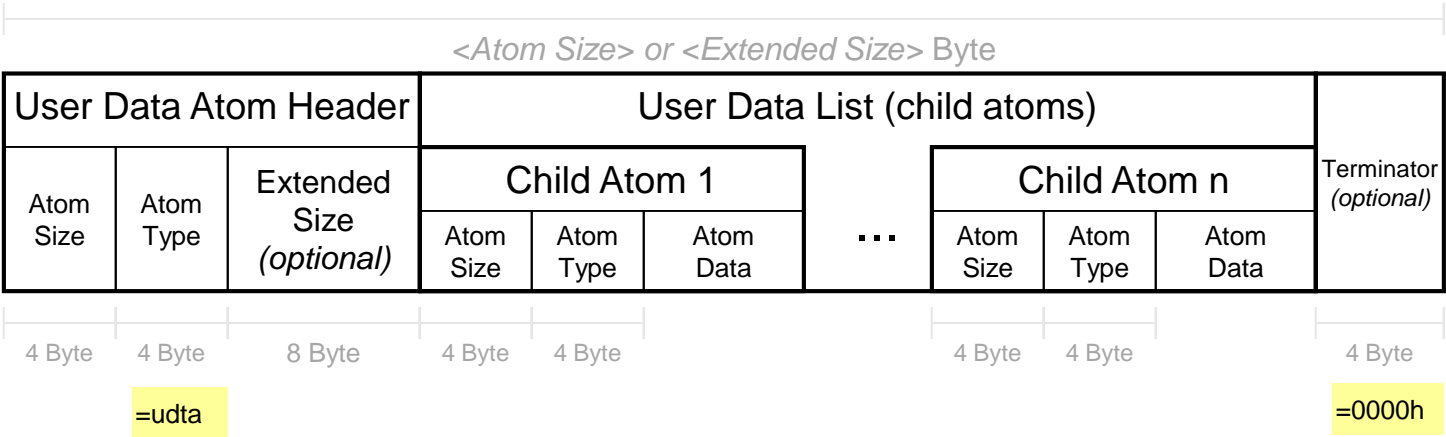 <Atom Size> or <Extended Size> Byte
User Data Atom Header
User Data List (child atoms)
Terminator
(optional)
Atom
Size
Atom
Type
Extended
Size
(optional)
Child Atom 1
Atom
Size
Atom
Type
Atom
Data
...
Child Atom n
Atom
Size
Atom
Type
Atom
Data
4 Byte
4 Byte
8 Byte
4 Byte
4 Byte
4 Byte
4 Byte
4 Byte
=udta
=0000h